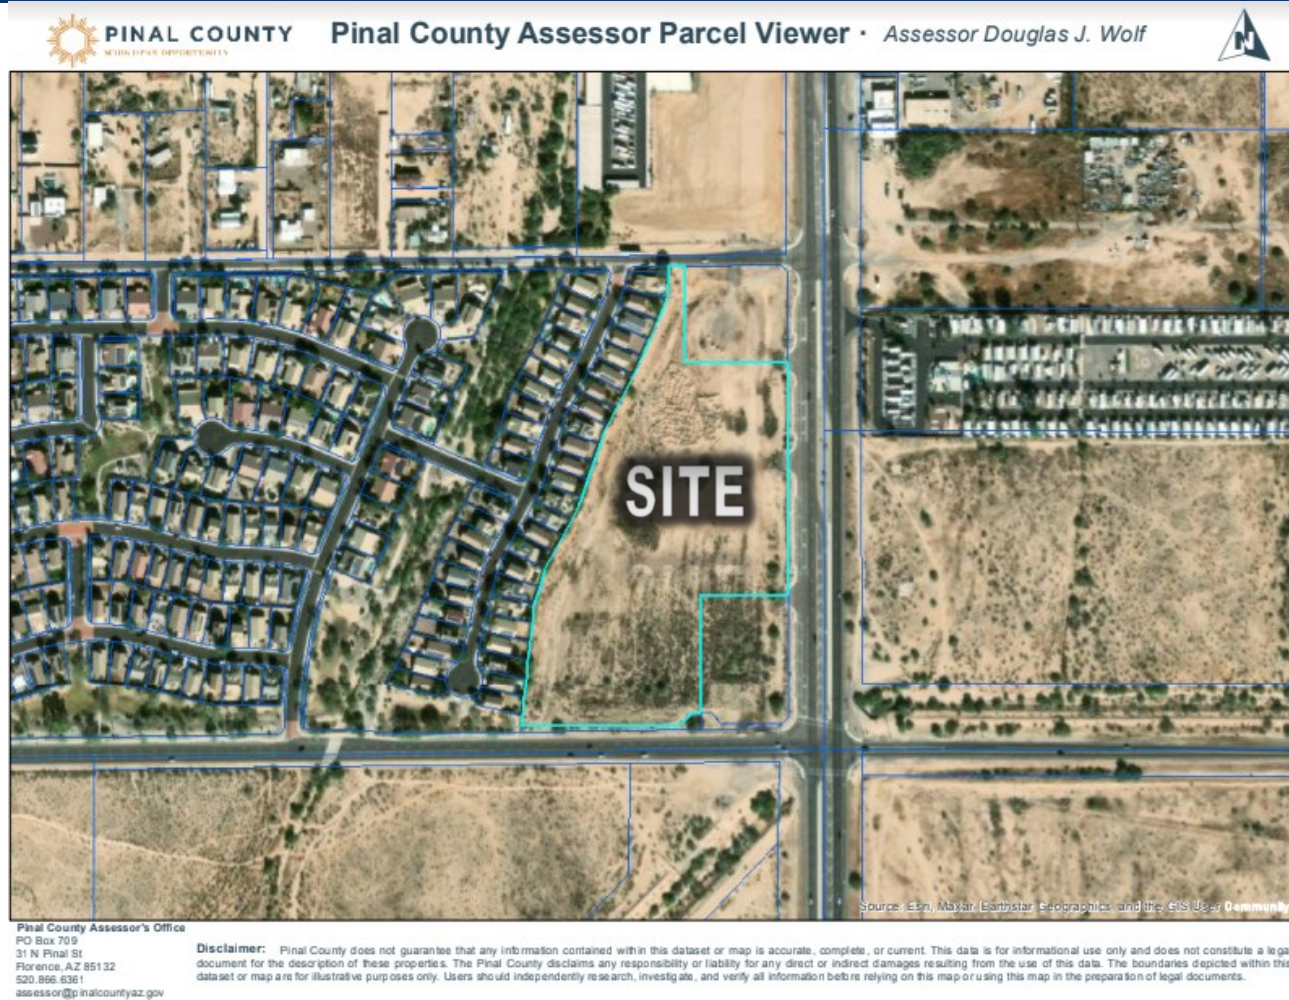 PINAL COUNTY
WIDE OPEN OPPORTUNITY
Pinal County Assessor Parcel Viewer · Assessor Douglas J. Wolf
N
SITE
Source: Esri, Maxar, Earthstar Geographics, and the GIS User Community
Pinal County Assessor's Office
PO Box 709
31 N Pinal St
Florence, AZ 85132
520.866.6361
assessor@pinalcountyaz.gov
Disclaimer: Pinal County does not guarantee that any information contained within this dataset or map is accurate, complete, or current. This data is for informational use only and does not constitute a lega
document for the description of these properties. The Pinal County disclaims any responsibility or liability for any direct or indirect damages resulting from the use of this data. The boundaries depicted within this
dataset or map are for illustrative purposes only. Users should independently research, investigate, and verify all information before relying on this map or using this map in the preparation of legal documents.